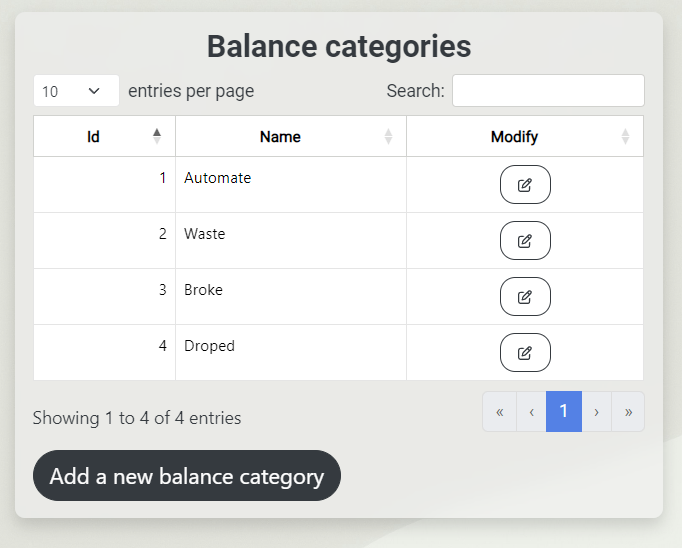 Balance categories
10 entries per page Search:
Id Name Modify
1 Automate
2 Waste
3 Broke
4 Droped
Showing 1 to 4 of 4 entries « ‹ 1 › »
Add a new balance category